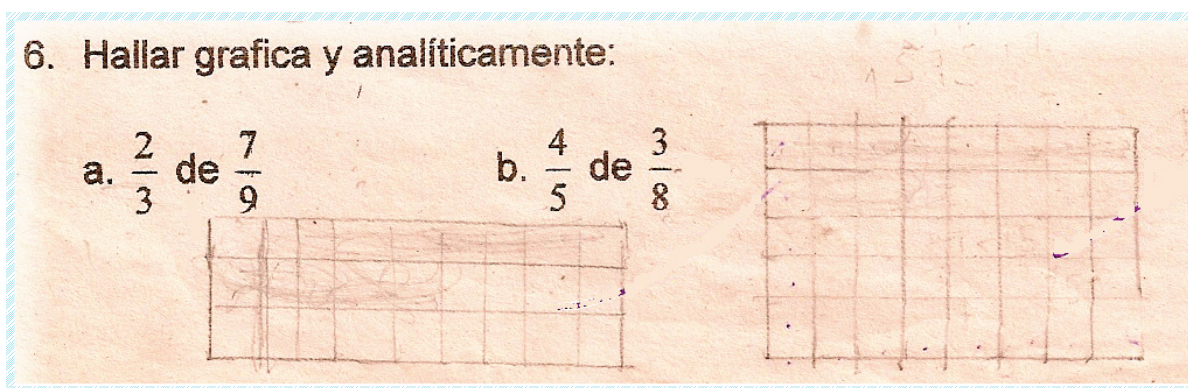 6. Hallar grafica y analíticamente:
a. 2/3 de 7/9 b. 4/5 de 3/8